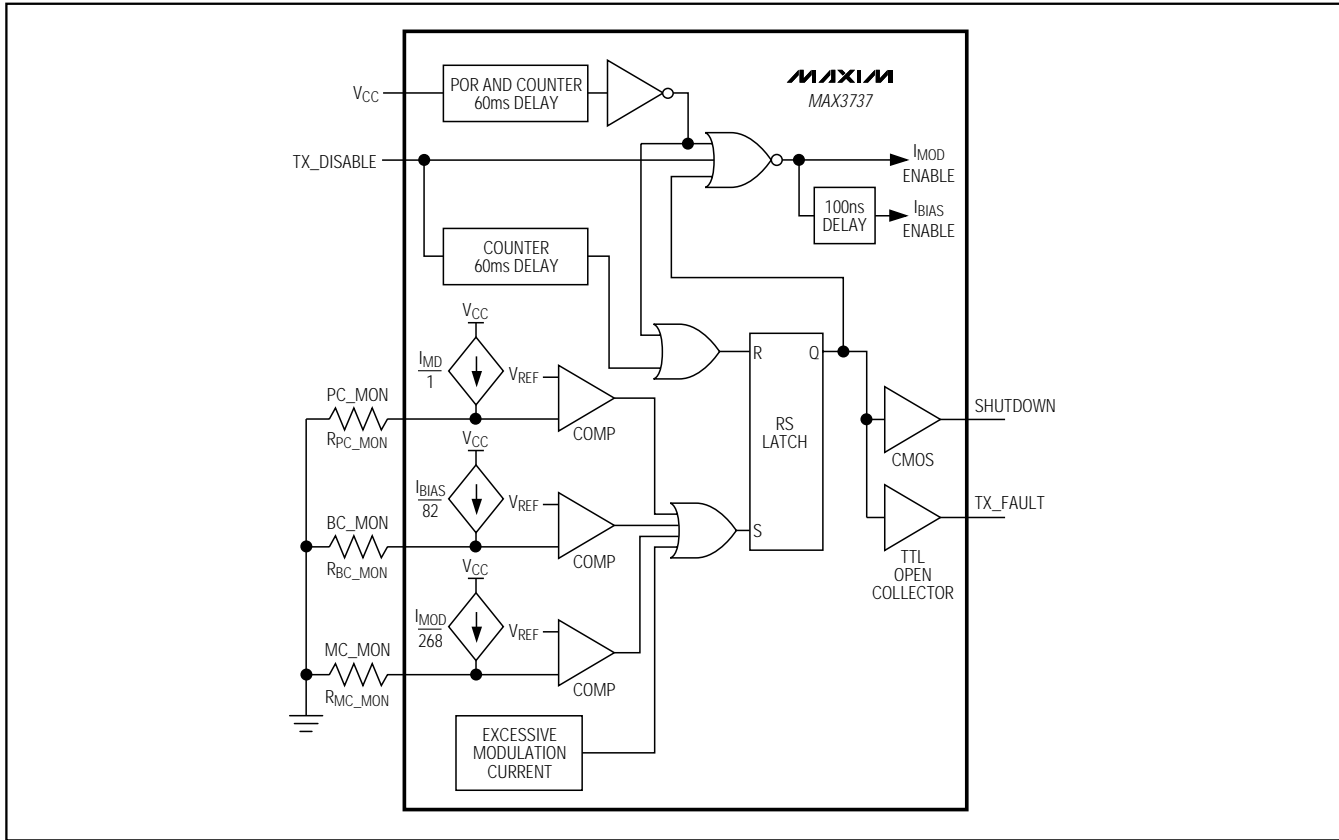 MAXIM
MAX3737
VCC
POR AND COUNTER
60ms DELAY
TX_DISABLE
IMOD
ENABLE
100ns
DELAY
IBIAS
ENABLE
COUNTER
60ms DELAY
VCC
IMD
1
VREF
COMP
PC_MON
RPC_MON
R
Q
RS
LATCH
S
CMOS
SHUTDOWN
VCC
IBIAS
82
VREF
COMP
BC_MON
RBC_MON
TX_FAULT
TTL
OPEN
COLLECTOR
VCC
IMOD
268
VREF
COMP
MC_MON
RMC_MON
EXCESSIVE
MODULATION
CURRENT